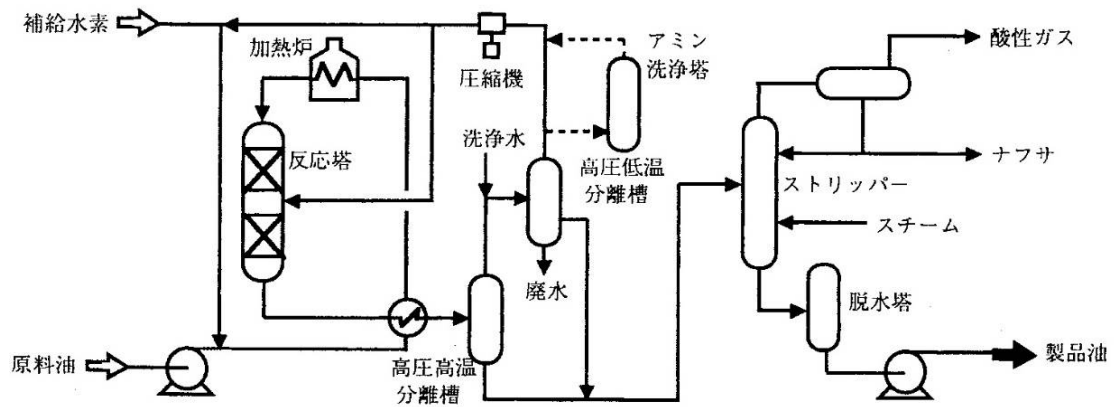 補給水素
加熱炉
圧縮機
アミン
洗浄塔
酸性ガス
反応塔
洗浄水
高圧低温
分離槽
ナフサ
ストリッパー
スチーム
廃水
脱水塔
原料油
高圧高温
分離槽
製品油